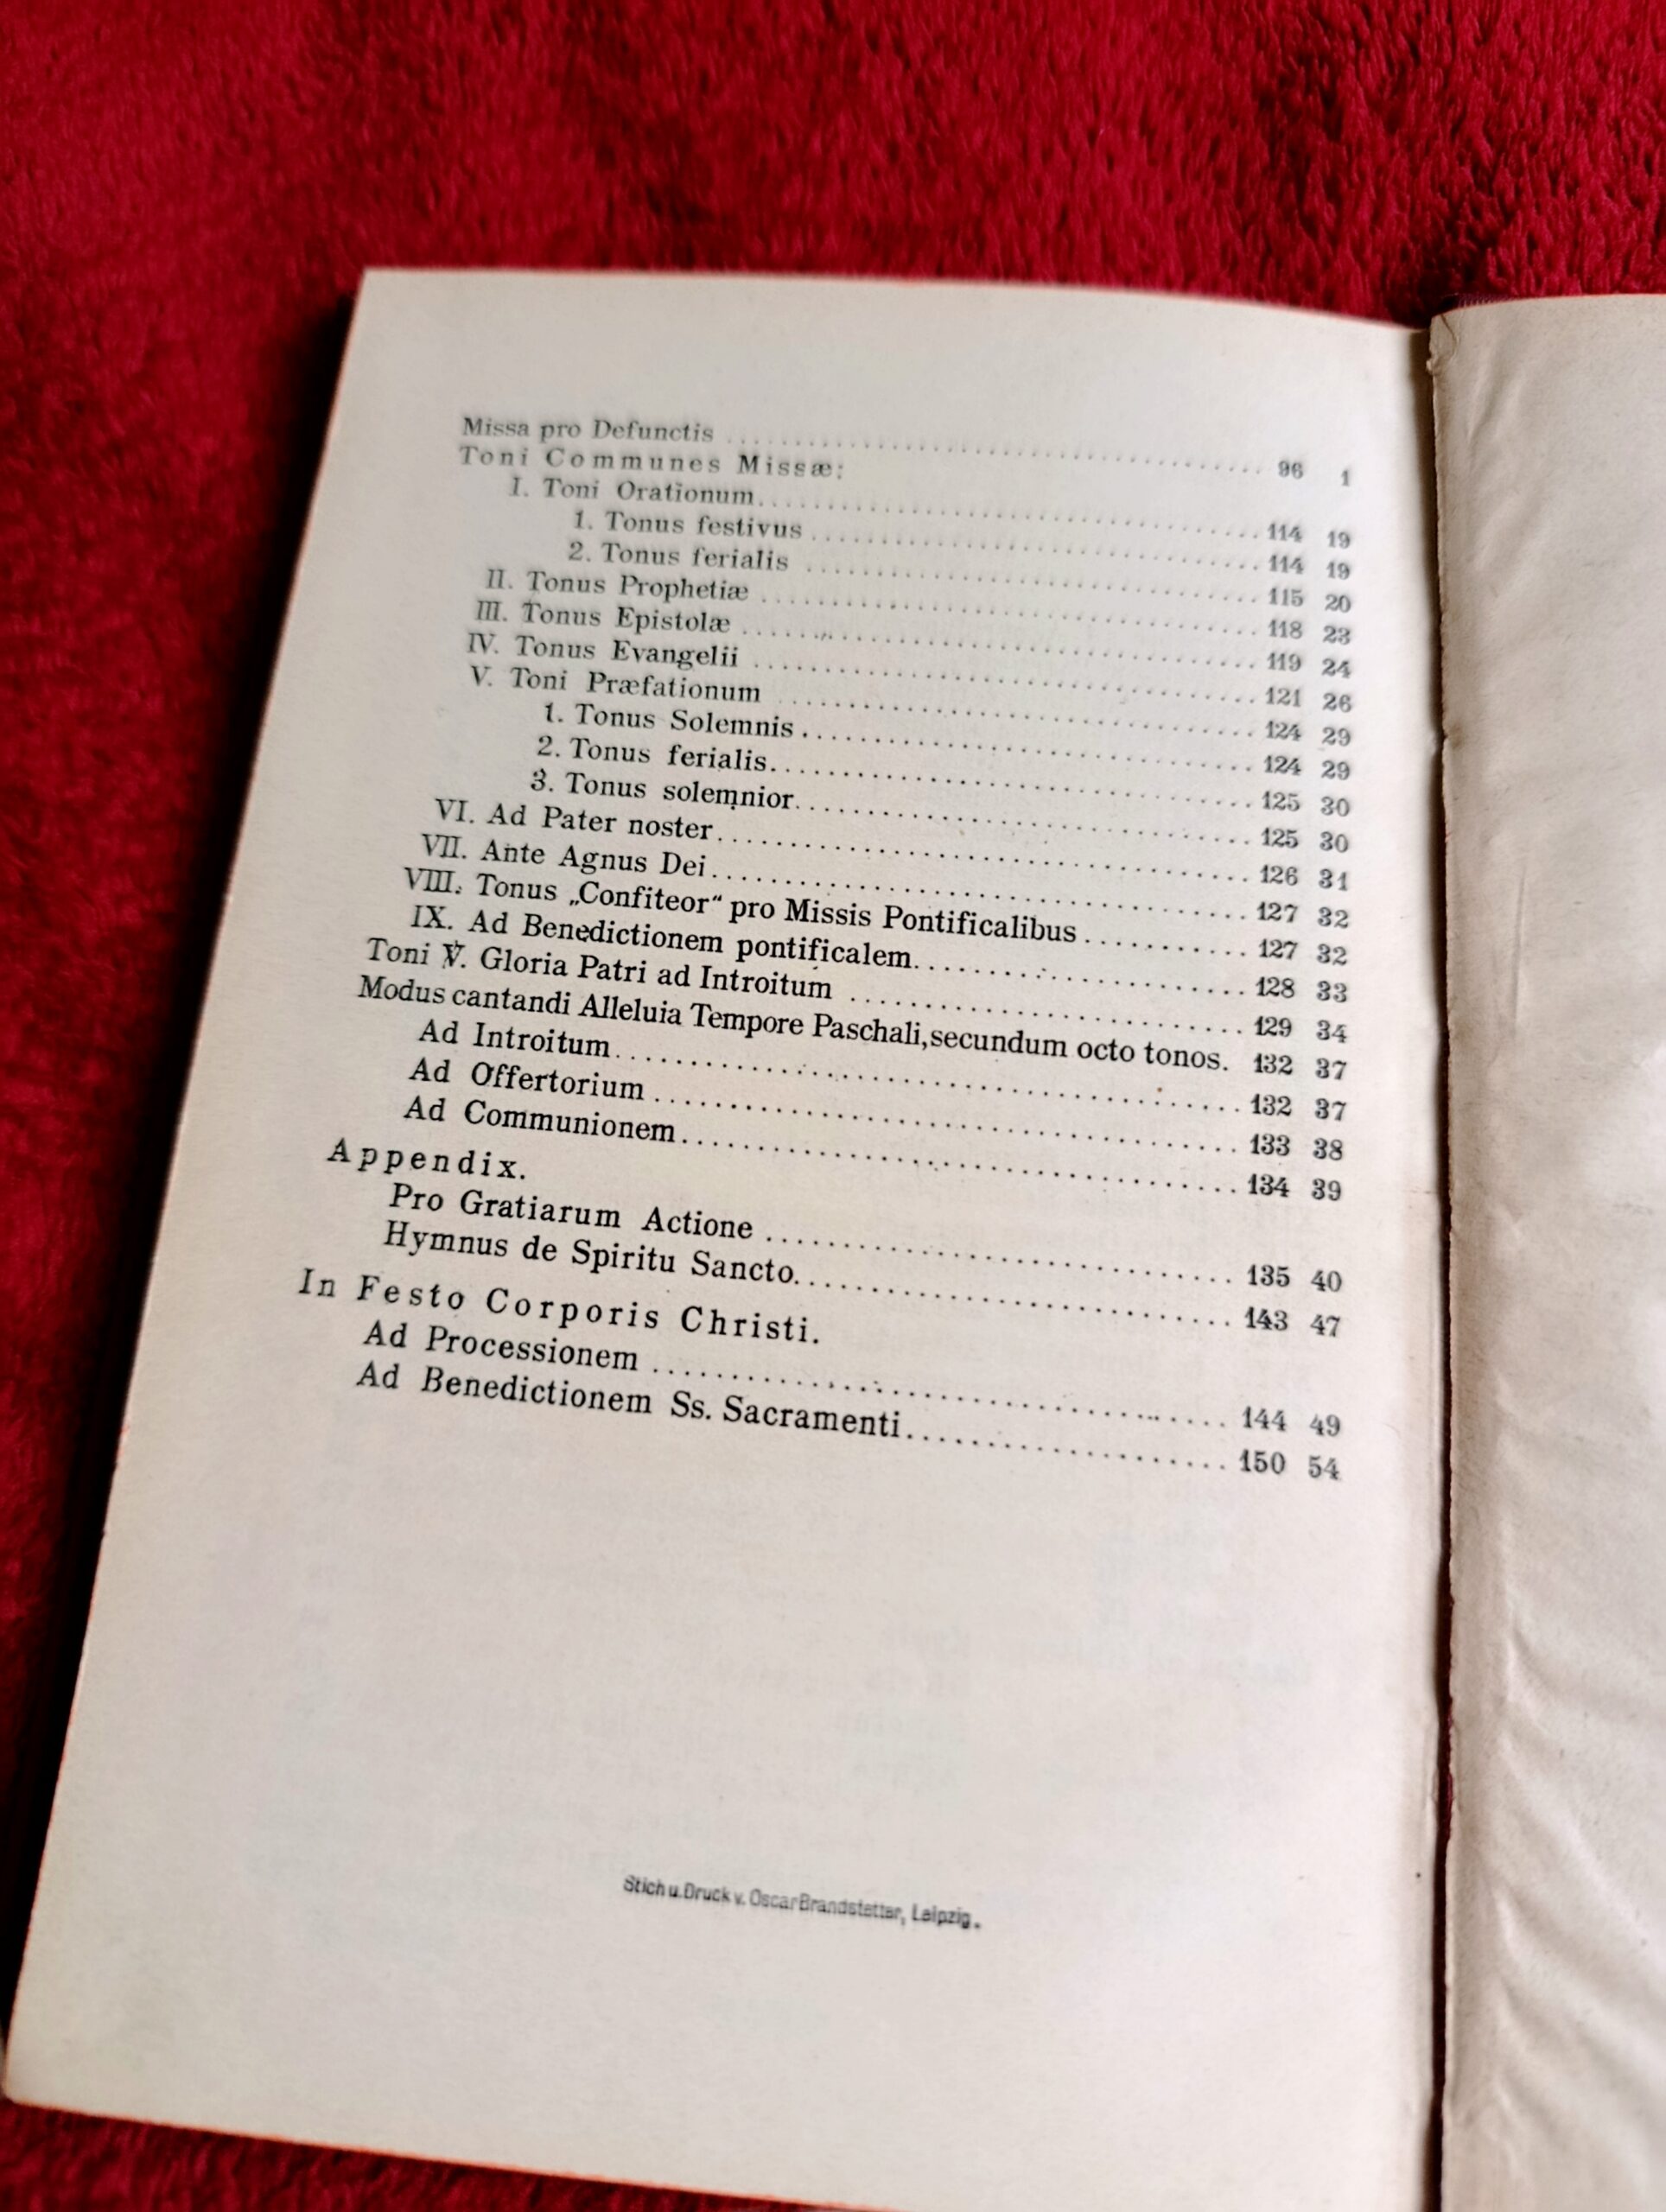 Missa pro Defunctis ........ 96 1
Toni Communes Missæ:
I. Toni Orationum ........ 114 19
1. Tonus festivus ........ 114 19
2. Tonus ferialis ........ 115 20
II. Tonus Prophetiæ ........ 118 23
III. Tonus Epistolæ ........ 119 24
IV. Tonus Evangelii ........ 121 26
V. Toni Præfationum ........ 124 29
1. Tonus Solemnis ........ 124 29
2. Tonus ferialis ........ 125 30
3. Tonus solemnior ........ 125 30
VI. Ad Pater noster ........ 126 31
VII. Ante Agnus Dei ........ 127 32
VIII. Tonus „Confiteor“ pro Missis Pontificalibus ........ 127 32
IX. Ad Benedictionem pontificalem ........ 128 33
Toni ℣. Gloria Patri ad Introitum ........ 129 34
Modus cantandi Alleluia Tempore Paschali, secundum octo tonos. 132 37
Ad Introitum ........ 132 37
Ad Offertorium ........ 133 38
Ad Communionem ........ 134 39
Appendix.
Pro Gratiarum Actione ........ 135 40
Hymnus de Spiritu Sancto ........ 143 47
In Festo Corporis Christi.
Ad Processionem ........ 144 49
Ad Benedictionem Ss. Sacramenti ........ 150 54
Stich u. Druck v. Oscar Brandstetter, Leipzig.